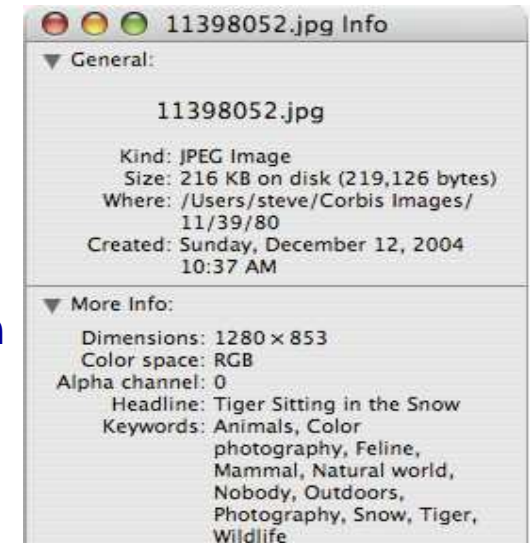 11398052.jpg Info
General:
11398052.jpg
Kind: JPEG Image
Size: 216 KB on disk (219,126 bytes)
Where: /Users/steve/Corbis Images/
11/39/80
Created: Sunday, December 12, 2004
10:37 AM
More Info:
Dimensions: 1280 × 853
Color space: RGB
Alpha channel: 0
Headline: Tiger Sitting in the Snow
Keywords: Animals, Color
photography, Feline,
Mammal, Natural world,
Nobody, Outdoors,
Photography, Snow, Tiger,
Wildlife